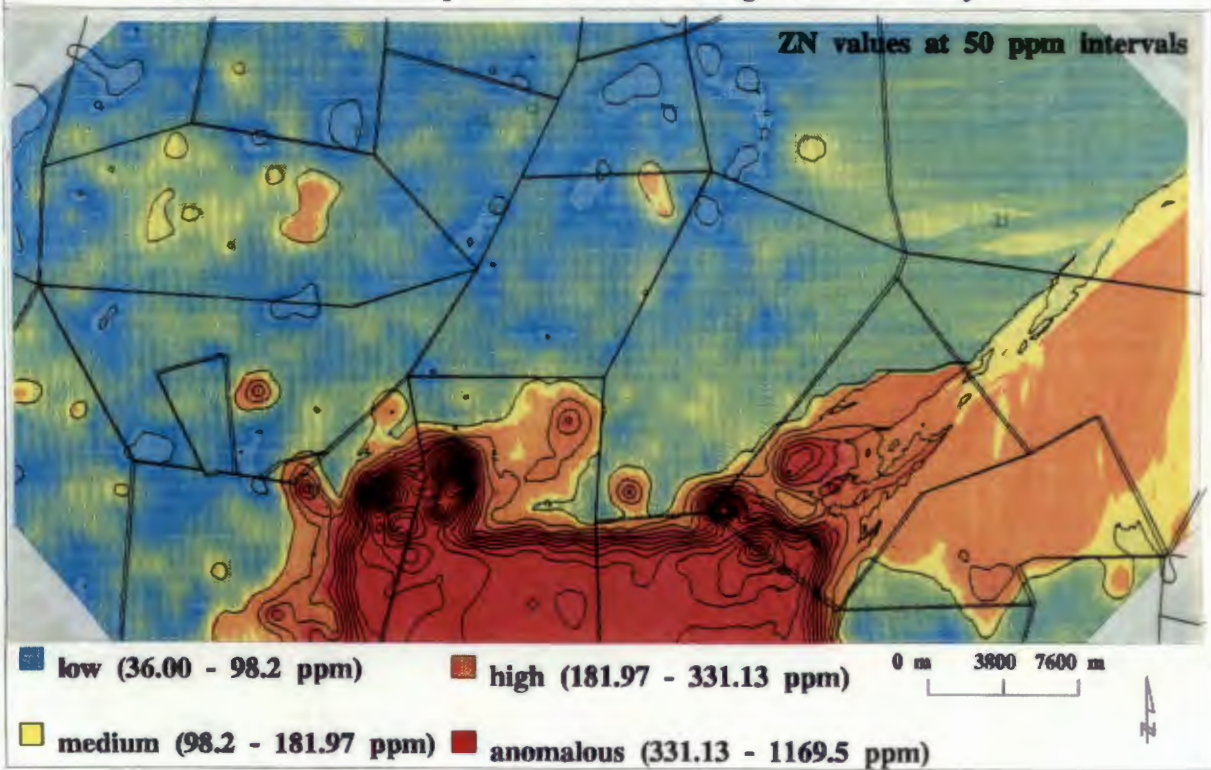 ZN values at 50 ppm intervals
low (36.00 - 98.2 ppm)
high (181.97 - 331.13 ppm)
0 m 3800 7600 m
medium (98.2 - 181.97 ppm)
anomalous (331.13 - 1169.5 ppm)
N